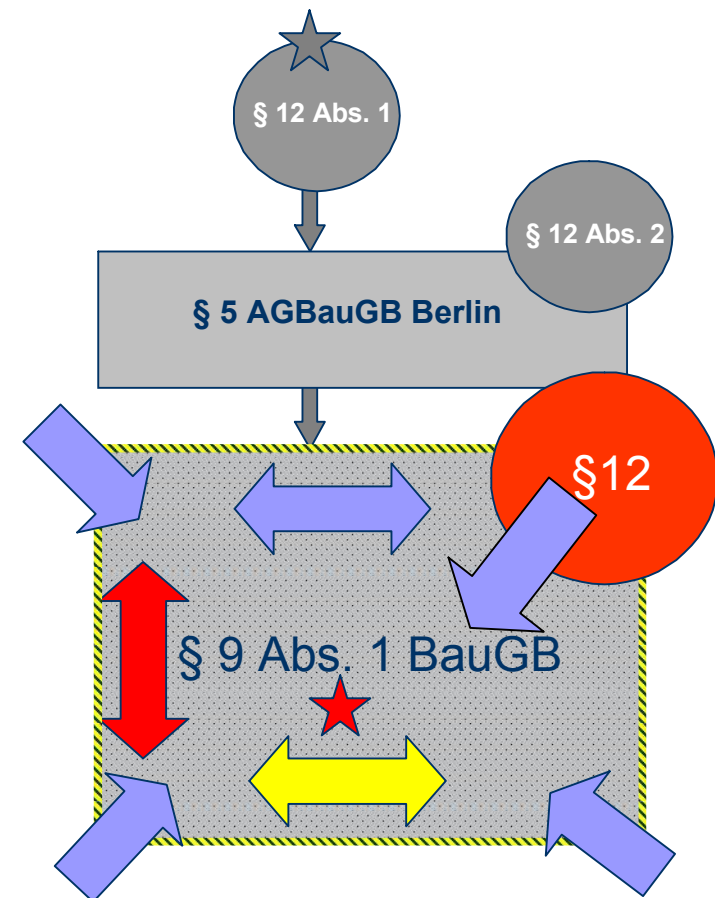 § 12 Abs. 1
§ 12 Abs. 2
§ 5 AGBauGB Berlin
§12
§ 9 Abs. 1 BauGB